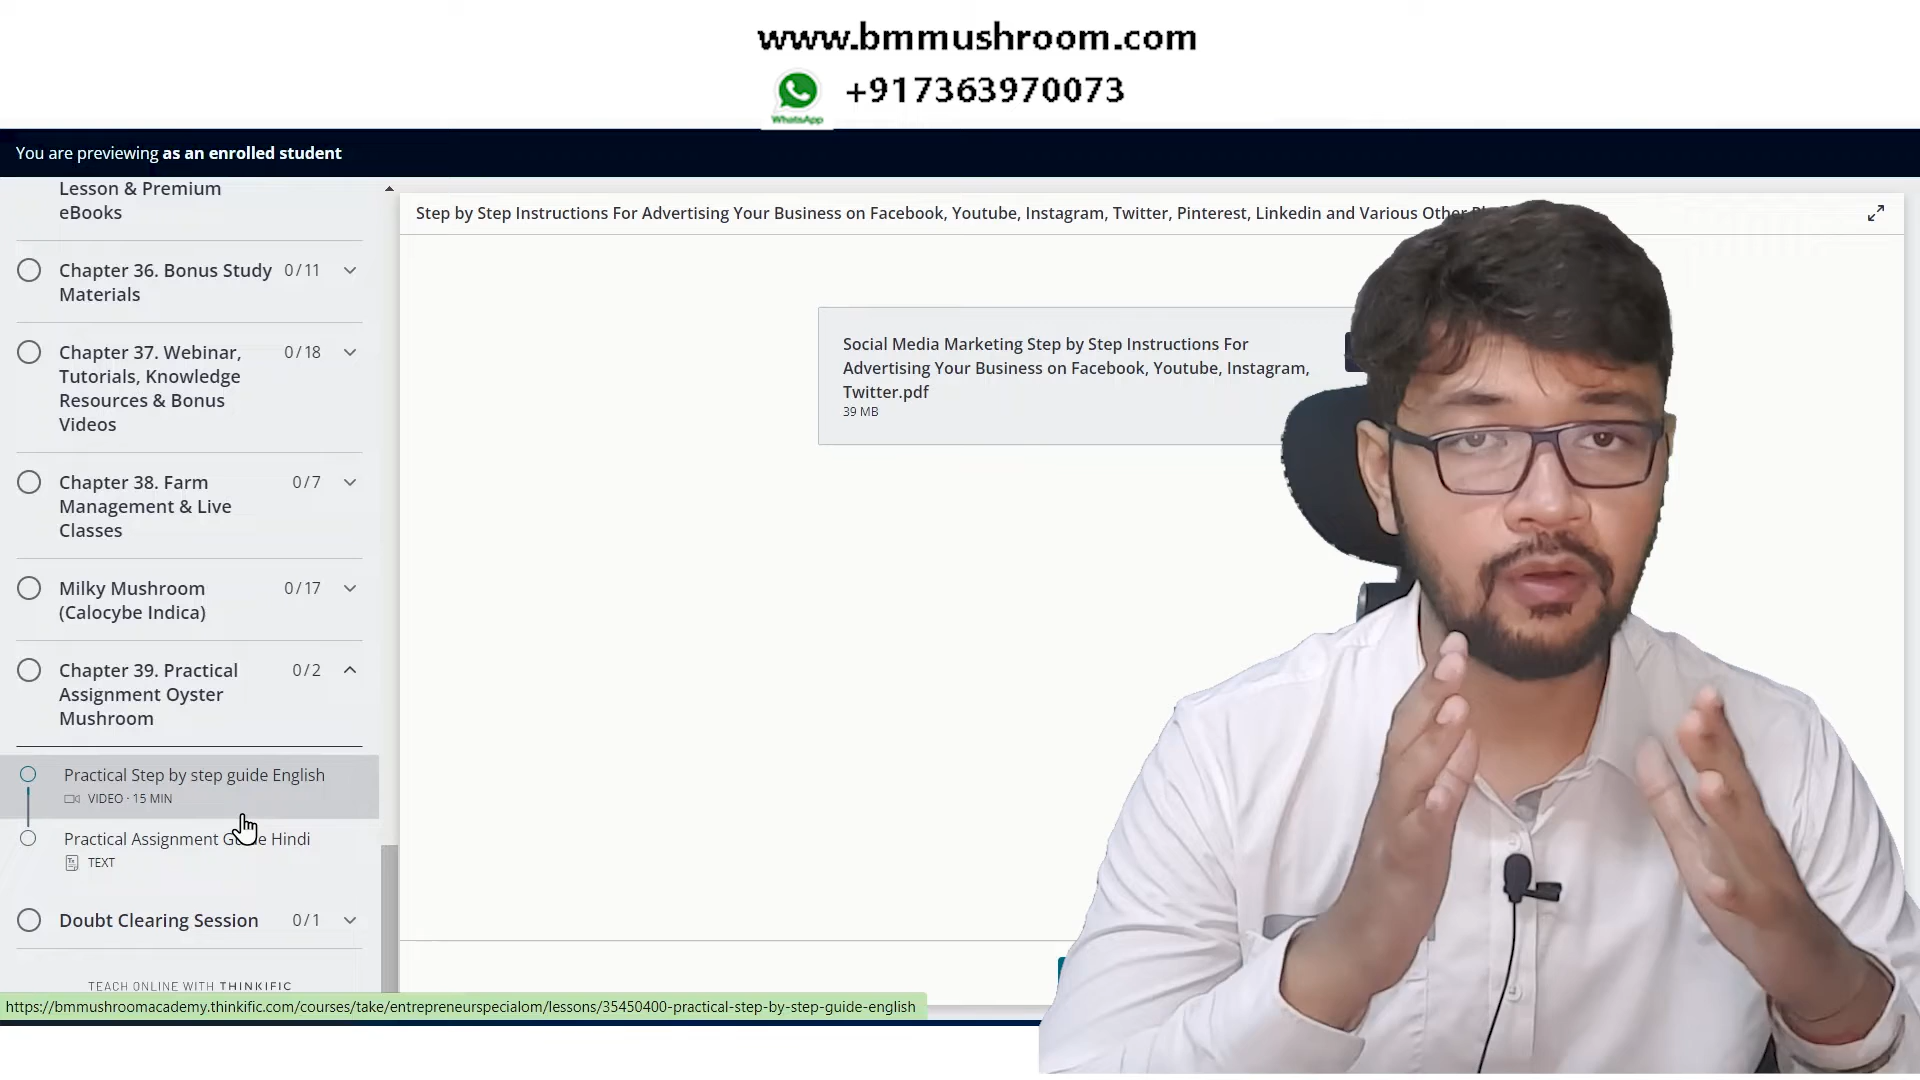 www.bmmushroom.com
WhatsApp
+917363970073
You are previewing as an enrolled student
Lesson & Premium
eBooks
Chapter 36. Bonus Study
Materials
0/11
Chapter 37. Webinar,
Tutorials, Knowledge
Resources & Bonus
Videos
0/18
Chapter 38. Farm
Management & Live
Classes
0/7
Milky Mushroom
(Calocybe Indica)
0/17
Chapter 39. Practical
Assignment Oyster
Mushroom
0/2
Practical Step by step guide English
VIDEO · 15 MIN
Practical Assignment Hindi
TEXT
Doubt Clearing Session
0/1
TEACH ONLINE WITH THINKIFIC
https://bmmushroomacademy.thinkific.com/courses/take/entrepreneurspecialom/lessons/35450400-practical-step-by-step-guide-english
Step by Step Instructions For Advertising Your Business on Facebook, Youtube, Instagram, Twitter, Pinterest, Linkedin and Various Other
Social Media Marketing Step by Step Instructions For
Advertising Your Business on Facebook, Youtube, Instagram,
Twitter.pdf
39 MB